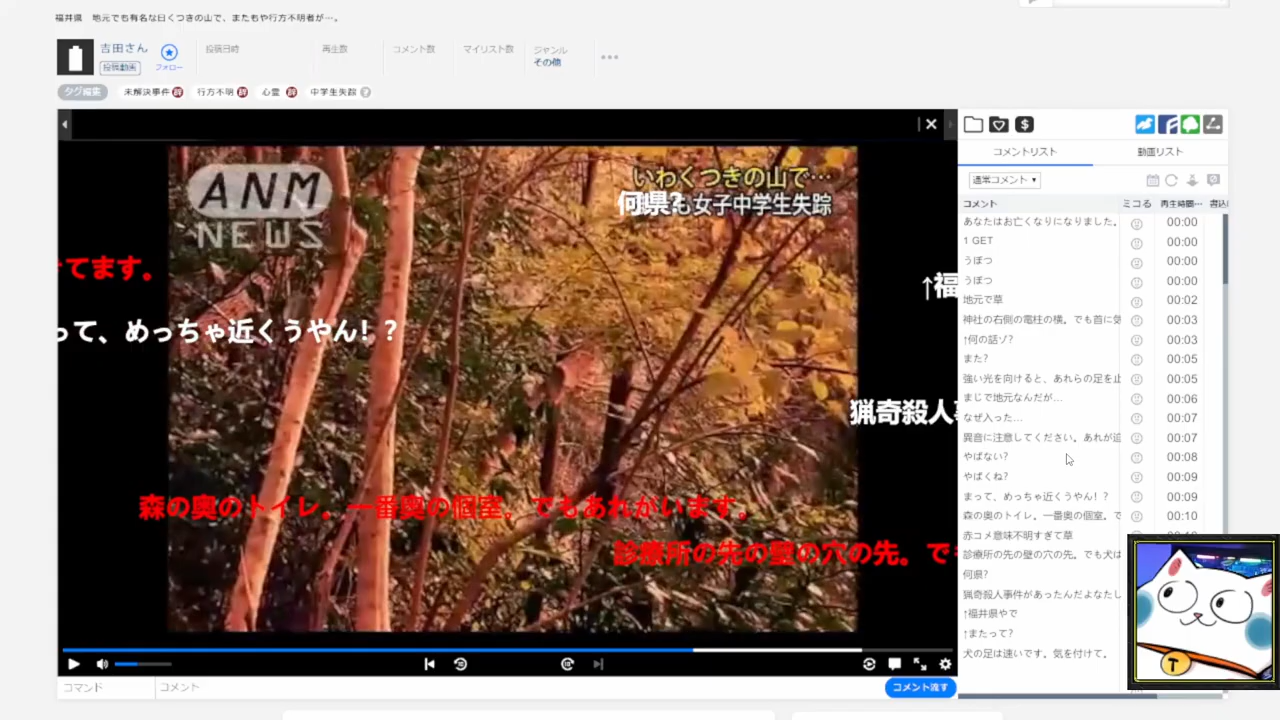 福井県 地元でも有名な曰くつきの山で、またもや行方不明者が…。
吉田さん
投稿動画
フォロー
投稿日時
再生数
コメント数
マイリスト数
ジャンル
その他
タグ編集
未解決事件
行方不明
心霊
中学生失踪
ANM
NEWS
いわくつきの山で…
何県?
も女子中学生失踪
てます。
↑福
って、めっちゃ近くうやん！？
猟奇殺人事
森の奥のトイレ。一番奥の個室。でもあれがいます。
診療所の先の壁の穴の先。で
コマンド
コメント
コメント流す
コメントリスト
動画リスト
通常コメント
コメント ミコる 再生時間…
あなたはお亡くなりになりました。 00:00
1 GET 00:00
うぽつ 00:00
うぽつ 00:00
地元で草 00:02
神社の右側の電柱の横。でも首に気 00:03
↑何の話ゾ? 00:03
また? 00:05
強い光を向けると、あれらの足を止 00:05
まじで地元なんだが… 00:06
なぜ入った… 00:07
異音に注意してください。あれが迫 00:07
やばない? 00:08
やばくね? 00:09
まって、めっちゃ近くうやん！？ 00:09
森の奥のトイレ。一番奥の個室。で 00:10
赤コメ意味不明すぎて草
診療所の先の壁の穴の先。でも犬は
何県?
猟奇殺人事件があったんだよなたし
↑福井県やで
↑またって?
犬の足は速いです。気を付けて。
T